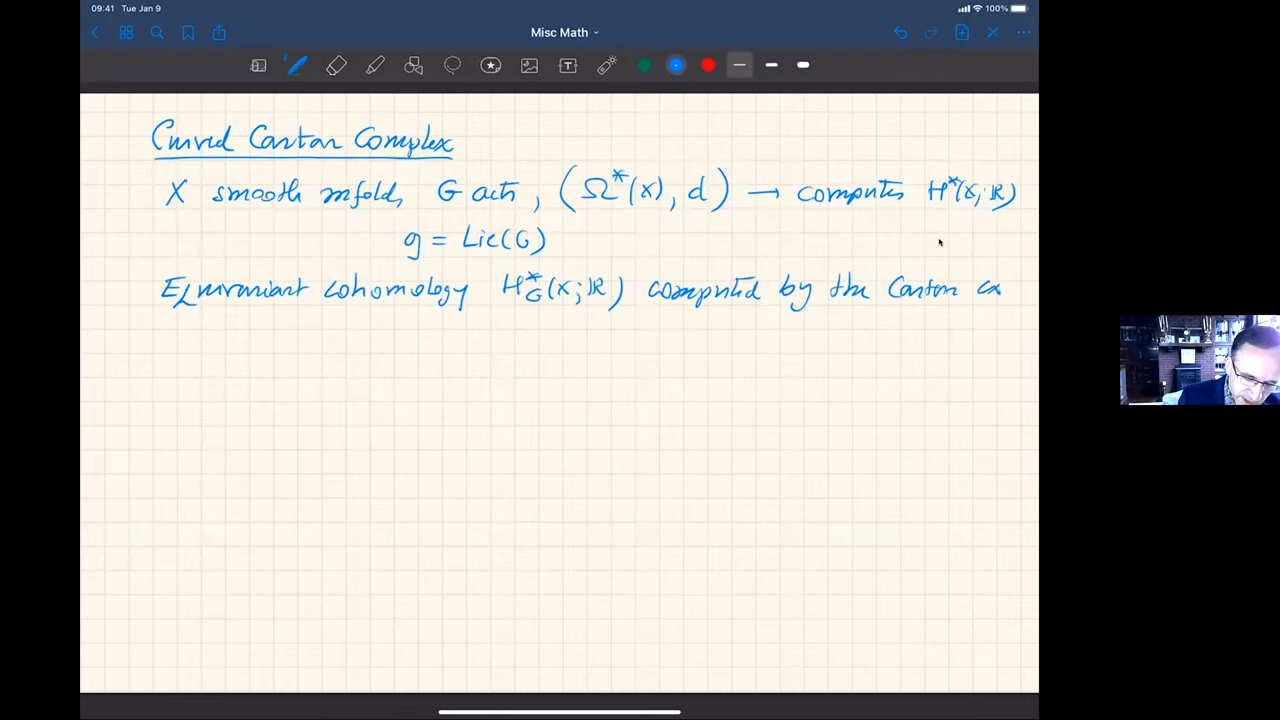 09:41 Tue Jan 9
100%
Misc Math
Curved Cartan Complex
X smooth mfold, G acts, (Ω*(X), d) → computes H*(X; ℝ)
g = Lie(G)
Equivariant cohomology H*_G(X; ℝ) computed by the Cartan cx